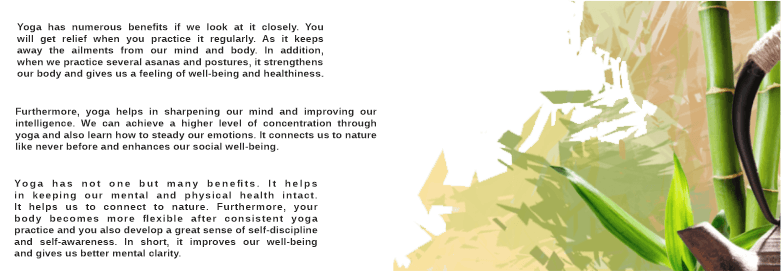 Yoga has numerous benefits if we look at it closely. You
will get relief when you practice it regularly. As it keeps
away the ailments from our mind and body. In addition,
when we practice several asanas and postures, it strengthens
our body and gives us a feeling of well-being and healthiness.
Furthermore, yoga helps in sharpening our mind and improving our
intelligence. We can achieve a higher level of concentration through
yoga and also learn how to steady our emotions. It connects us to nature
like never before and enhances our social well-being.
Yoga has not one but many benefits. It helps
in keeping our mental and physical health intact.
It helps us to connect to nature. Furthermore, your
body becomes more flexible after consistent yoga
practice and you also develop a great sense of self-discipline
and self-awareness. In short, it improves our well-being
and gives us better mental clarity.